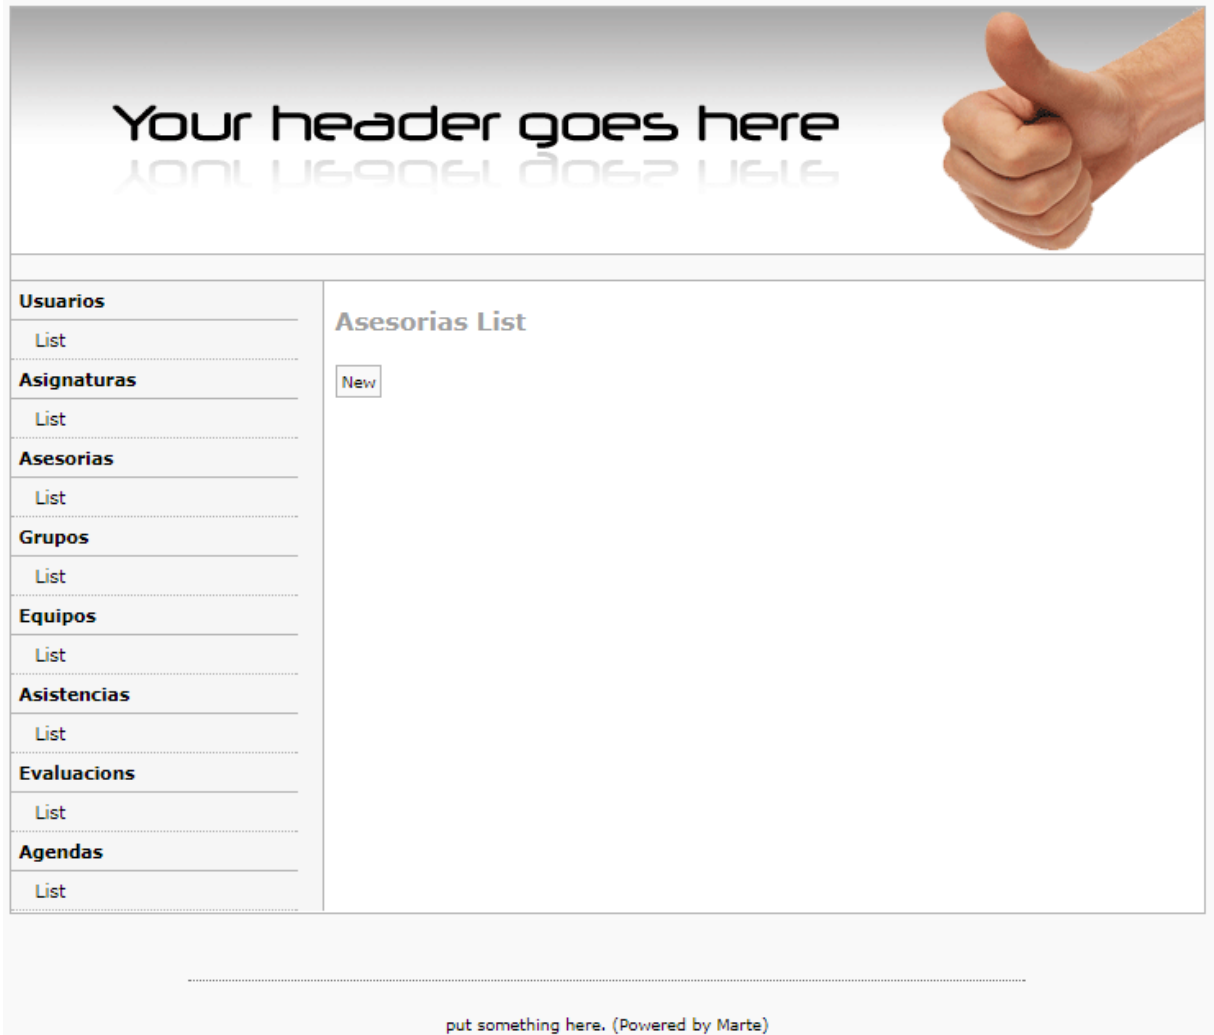 Your header goes here
Usuarios
List
Asignaturas
List
Asesorias
List
Grupos
List
Equipos
List
Asistencias
List
Evaluacions
List
Agendas
List
Asesorias List
New
put something here. (Powered by Marte)